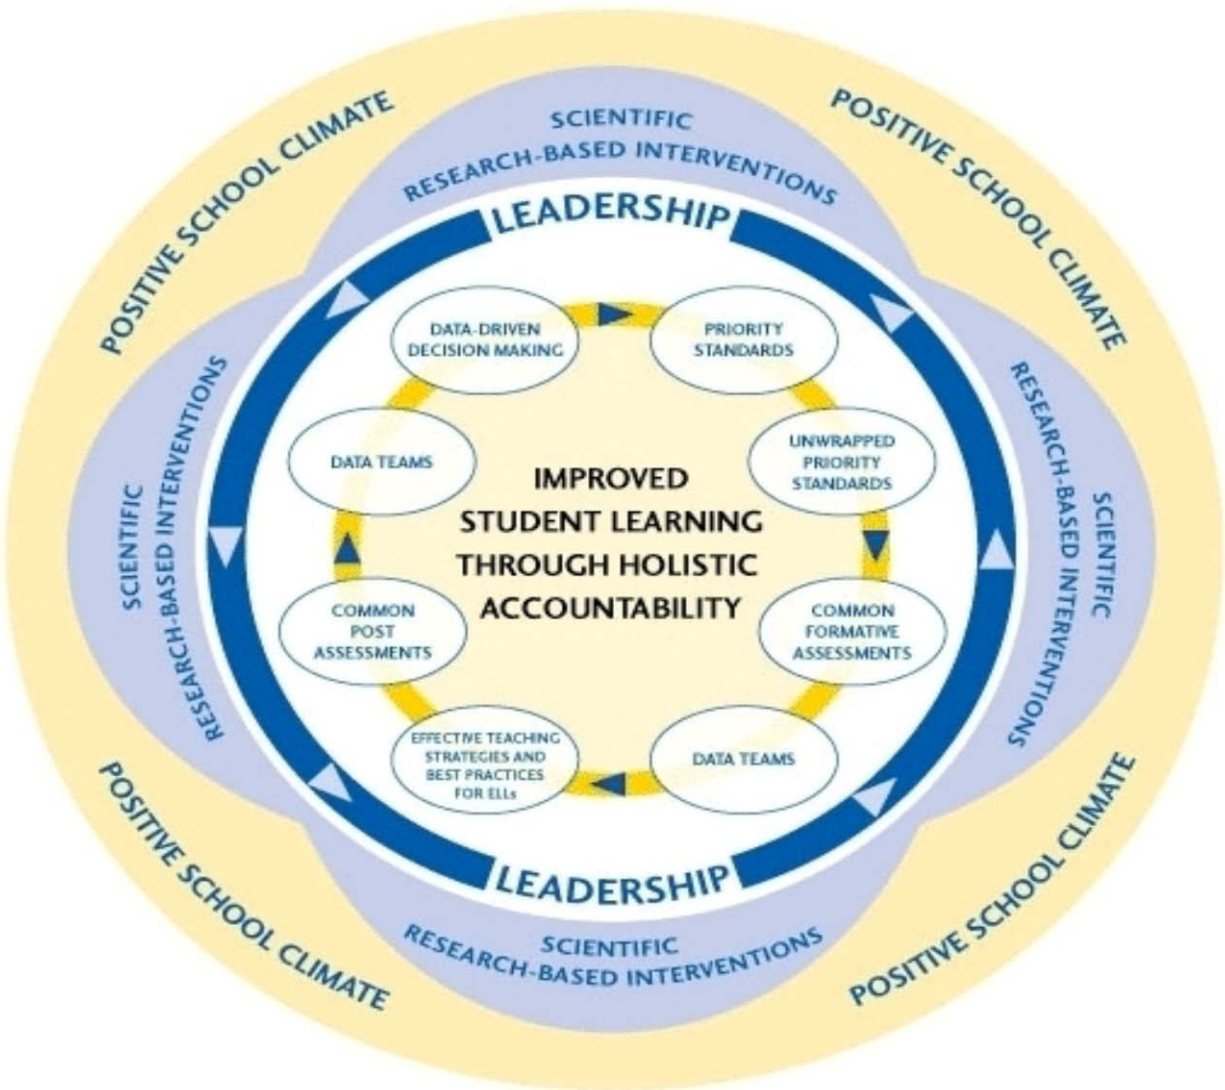 POSITIVE SCHOOL CLIMATE
POSITIVE SCHOOL CLIMATE
SCIENTIFIC
RESEARCH-BASED INTERVENTIONS
LEADERSHIP
DATA-DRIVEN
DECISION MAKING
PRIORITY
STANDARDS
UNWRAPPED
PRIORITY
STANDARDS
COMMON
FORMATIVE
ASSESSMENTS
DATA TEAMS
EFFECTIVE TEACHING
STRATEGIES AND
BEST PRACTICES
FOR ELLs
COMMON
POST
ASSESSMENTS
DATA TEAMS
IMPROVED
STUDENT LEARNING
THROUGH HOLISTIC
ACCOUNTABILITY
SCIENTIFIC
RESEARCH-BASED INTERVENTIONS
SCIENTIFIC
RESEARCH-BASED INTERVENTIONS
LEADERSHIP
SCIENTIFIC
RESEARCH-BASED INTERVENTIONS
POSITIVE SCHOOL CLIMATE
POSITIVE SCHOOL CLIMATE